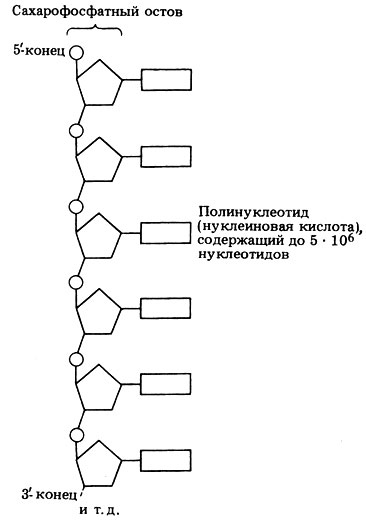 Сахарофосфатный остов
5′-конец
Полинуклеотид
(нуклеиновая кислота),
содержащий до 5 · 10⁶
нуклеотидов
3′-конец
и т. д.